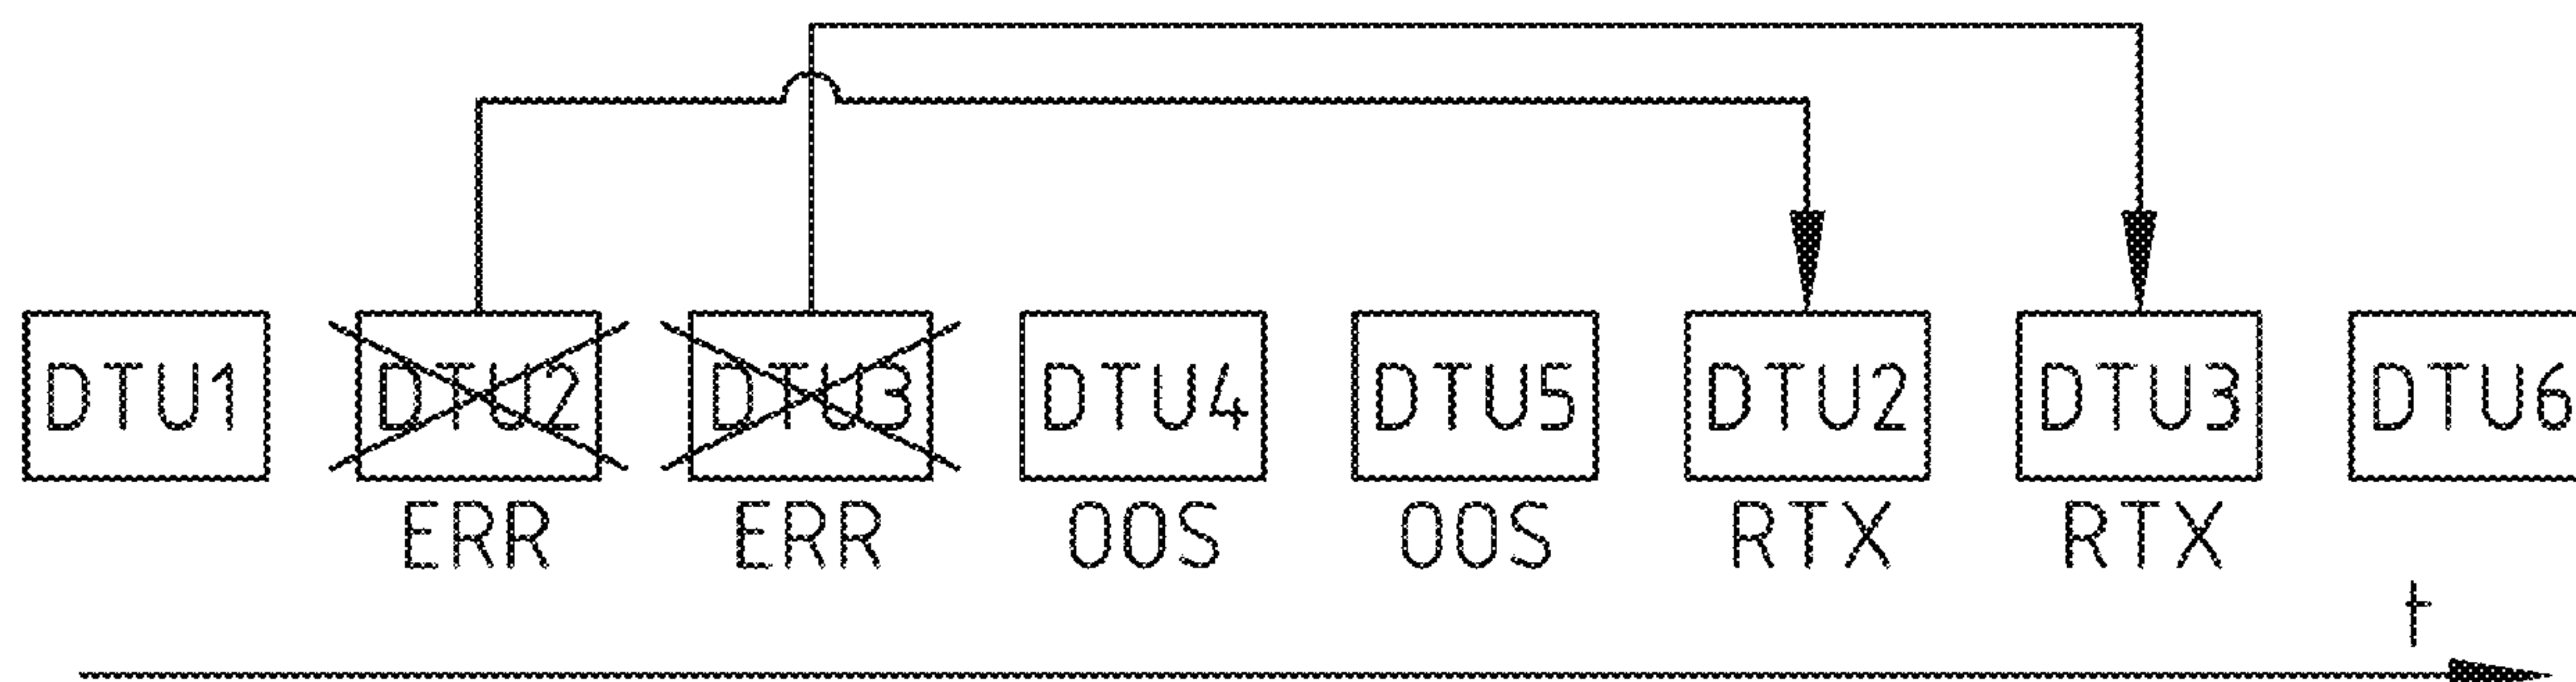 DTU1 DTU2 DTU3 DTU4 DTU5 DTU2 DTU3 DTU6
ERR ERR OOS OOS RTX RTX
t